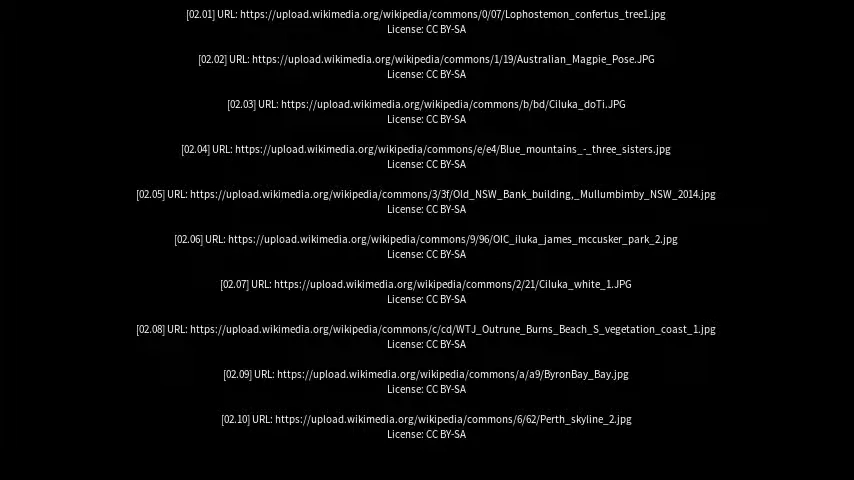 [02.01] URL: https://upload.wikimedia.org/wikipedia/commons/0/07/Lophostemon_confertus_tree1.jpg
License: CC BY-SA
[02.02] URL: https://upload.wikimedia.org/wikipedia/commons/1/19/Australian_Magpie_Pose.JPG
License: CC BY-SA
[02.03] URL: https://upload.wikimedia.org/wikipedia/commons/b/bd/Ciluka_doTi.JPG
License: CC BY-SA
[02.04] URL: https://upload.wikimedia.org/wikipedia/commons/e/e4/Blue_mountains_-_three_sisters.jpg
License: CC BY-SA
[02.05] URL: https://upload.wikimedia.org/wikipedia/commons/3/3f/Old_NSW_Bank_building,_Mullumbimby_NSW_2014.jpg
License: CC BY-SA
[02.06] URL: https://upload.wikimedia.org/wikipedia/commons/9/96/OIC_iluka_james_mccusker_park_2.jpg
License: CC BY-SA
[02.07] URL: https://upload.wikimedia.org/wikipedia/commons/2/21/Ciluka_white_1.JPG
License: CC BY-SA
[02.08] URL: https://upload.wikimedia.org/wikipedia/commons/c/cd/WTJ_Outrune_Burns_Beach_S_vegetation_coast_1.jpg
License: CC BY-SA
[02.09] URL: https://upload.wikimedia.org/wikipedia/commons/a/a9/ByronBay_Bay.jpg
License: CC BY-SA
[02.10] URL: https://upload.wikimedia.org/wikipedia/commons/6/62/Perth_skyline_2.jpg
License: CC BY-SA